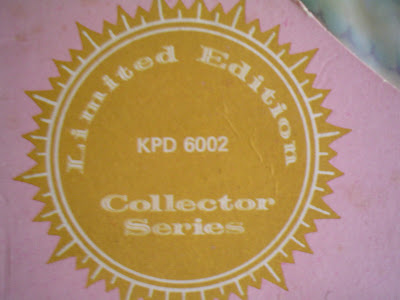 Limited Edition
KPD 6002
Collector
Series